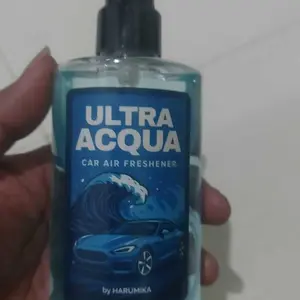 ULTRA
ACQUA
CAR AIR FRESHENER
by HARUMIKA